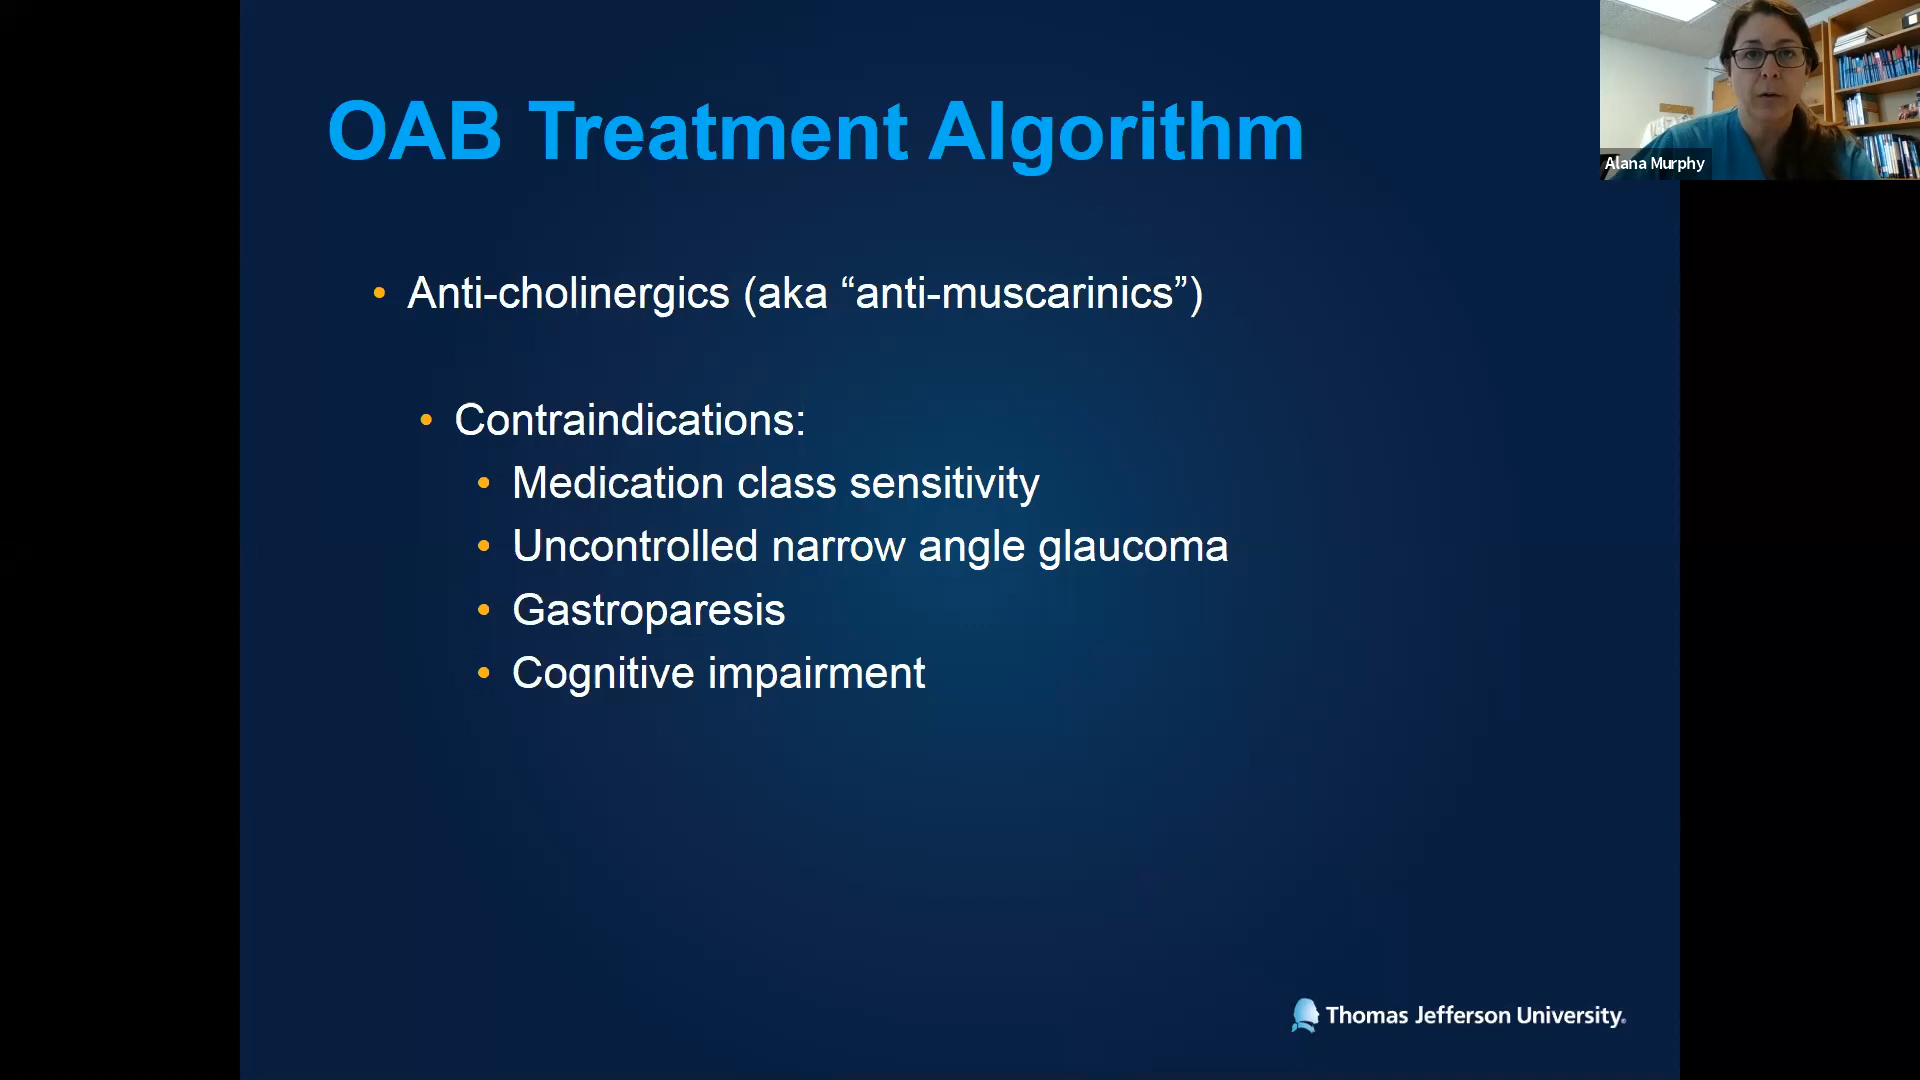 OAB Treatment Algorithm
Alana Murphy
• Anti-cholinergics (aka “anti-muscarinics”)
• Contraindications:
• Medication class sensitivity
• Uncontrolled narrow angle glaucoma
• Gastroparesis
• Cognitive impairment
Thomas Jefferson University®